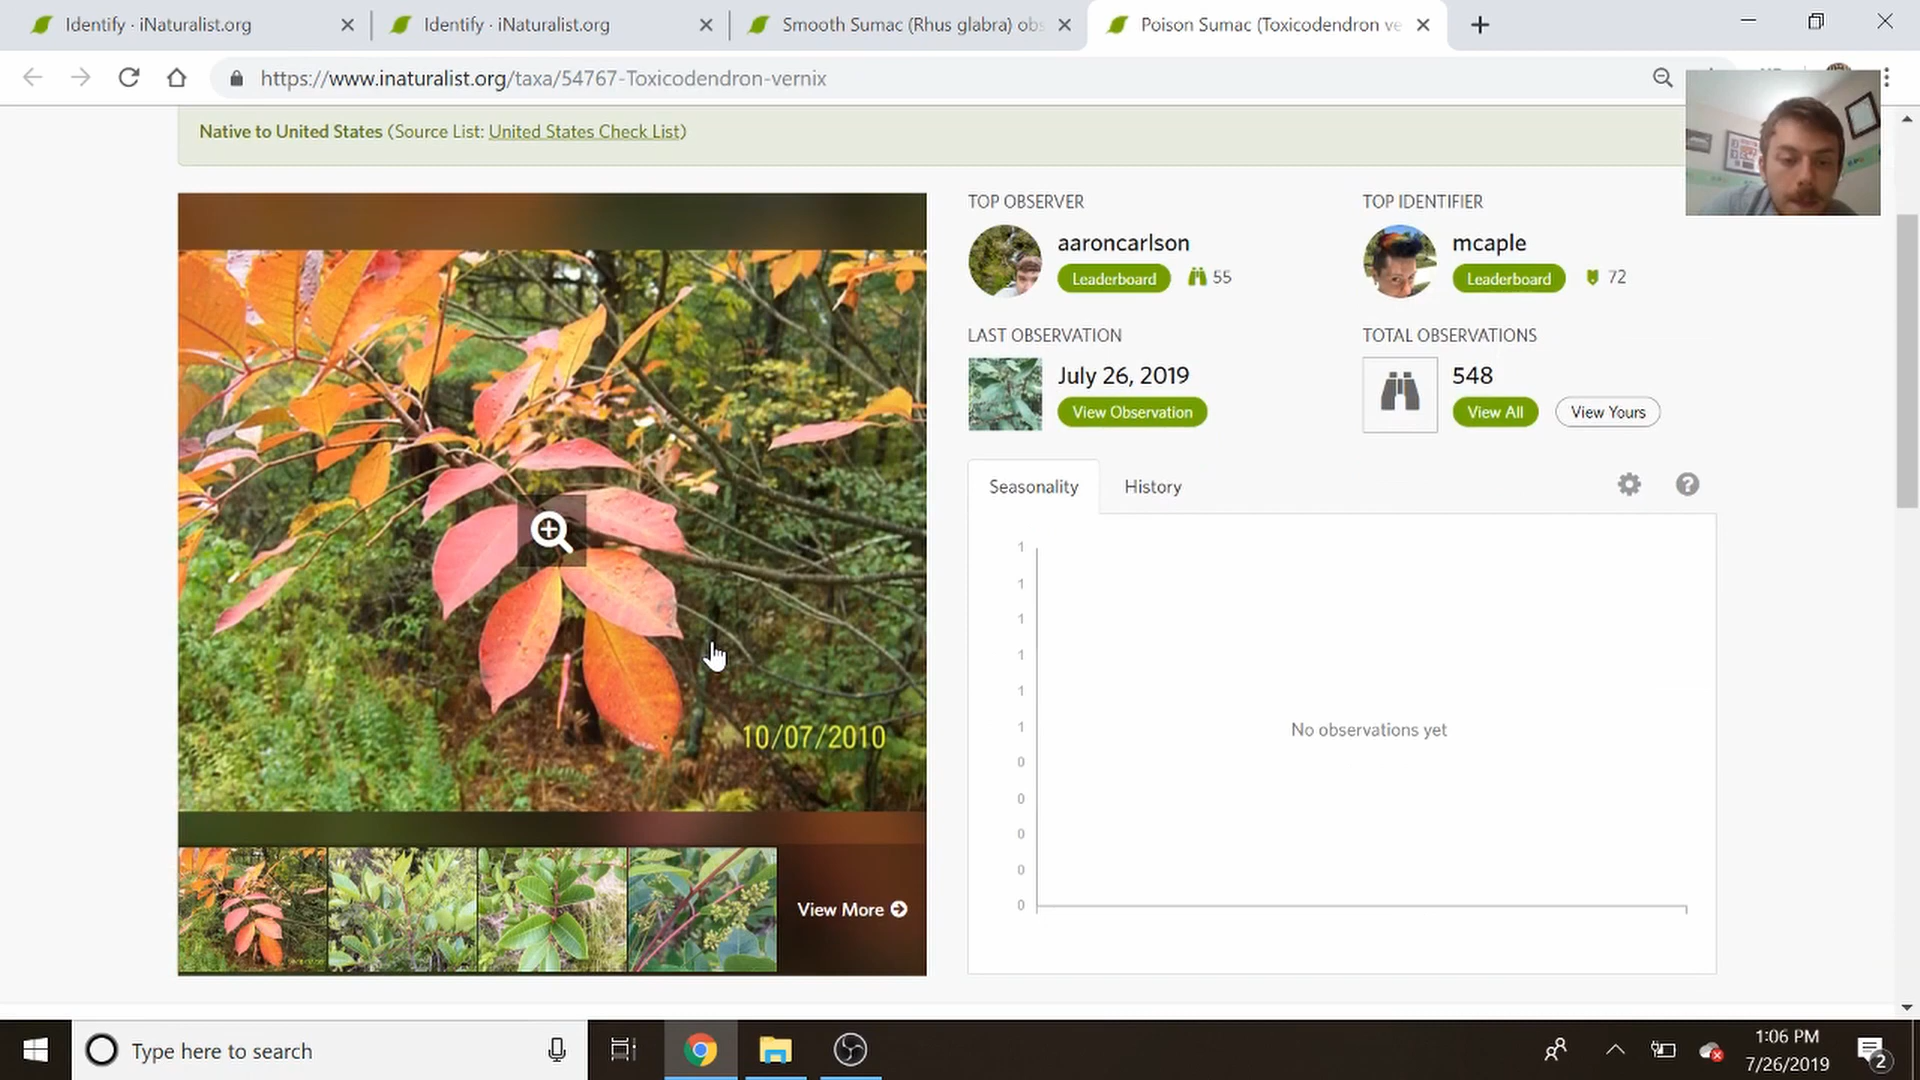 Identify · iNaturalist.org
Identify · iNaturalist.org
Smooth Sumac (Rhus glabra) obs
Poison Sumac (Toxicodendron ve
https://www.inaturalist.org/taxa/54767-Toxicodendron-vernix
Native to United States (Source List: United States Check List)
TOP OBSERVER
aaroncarlson
Leaderboard 55
TOP IDENTIFIER
mcaple
Leaderboard 72
LAST OBSERVATION
July 26, 2019
View Observation
TOTAL OBSERVATIONS
548
View All View Yours
Seasonality History
1
1
1
1
1
1
0
0
0
0
0
No observations yet
10/07/2010
View More
Type here to search
1:06 PM
7/26/2019
2